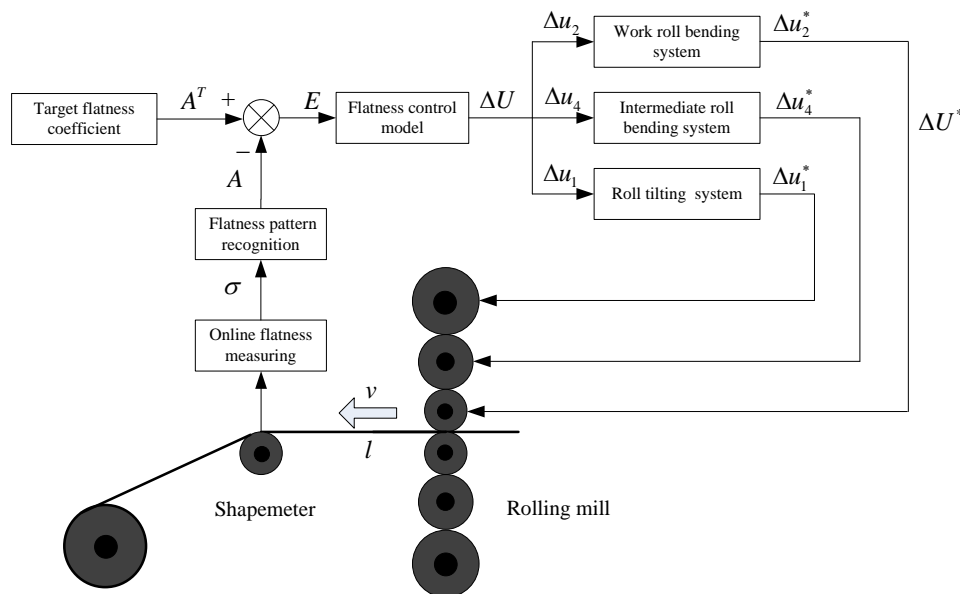 Δu₂
Work roll bending
system
Δu₂*
Target flatness
coefficient
Aᵀ
+
−
E
Flatness control
model
ΔU
Δu₄
Intermediate roll
bending system
Δu₄*
ΔU*
A
Δu₁
Roll tilting system
Δu₁*
Flatness pattern
recognition
σ
Online flatness
measuring
v
l
Shapemeter
Rolling mill